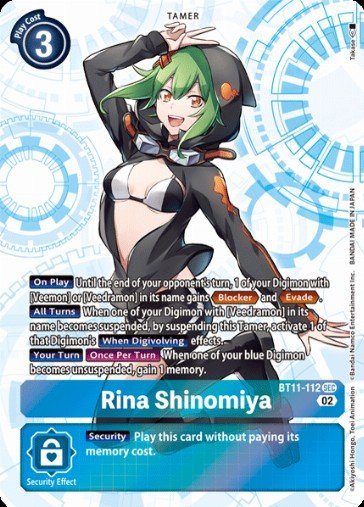 Play Cost
3
TAMER
Takase
On Play Until the end of your opponent's turn, 1 of your Digimon with
[Veemon] or [Veedramon] in its name gains Blocker and Evade.
All Turns When one of your Digimon with [Veedramon] in its
name becomes suspended, by suspending this Tamer, activate 1 of
that Digimon's When Digivolving effects.
Your Turn Once Per Turn When one of your blue Digimon
becomes unsuspended, gain 1 memory.
BT11-112 SEC
Rina Shinomiya
02
Security Play this card without paying its
memory cost.
Security Effect
©Akiyoshi Hongo, Toei Animation ©Bandai Namco Entertainment Inc. BANDAI MADE IN JAPAN